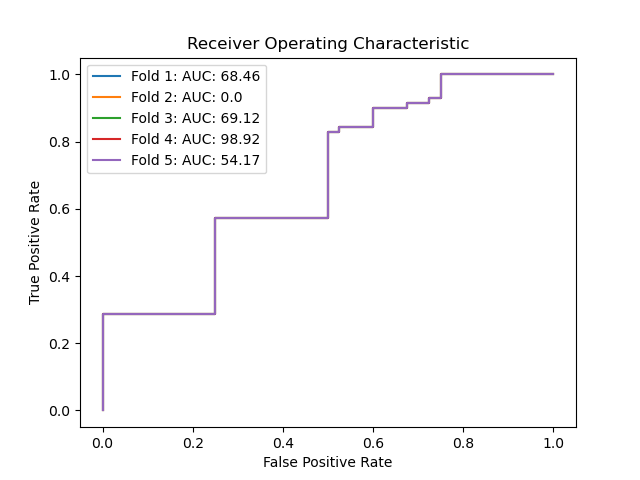 Receiver Operating Characteristic
Fold 1: AUC: 68.46
Fold 2: AUC: 0.0
Fold 3: AUC: 69.12
Fold 4: AUC: 98.92
Fold 5: AUC: 54.17
True Positive Rate
1.0
0.8
0.6
0.4
0.2
0.0
0.0 0.2 0.4 0.6 0.8 1.0
False Positive Rate